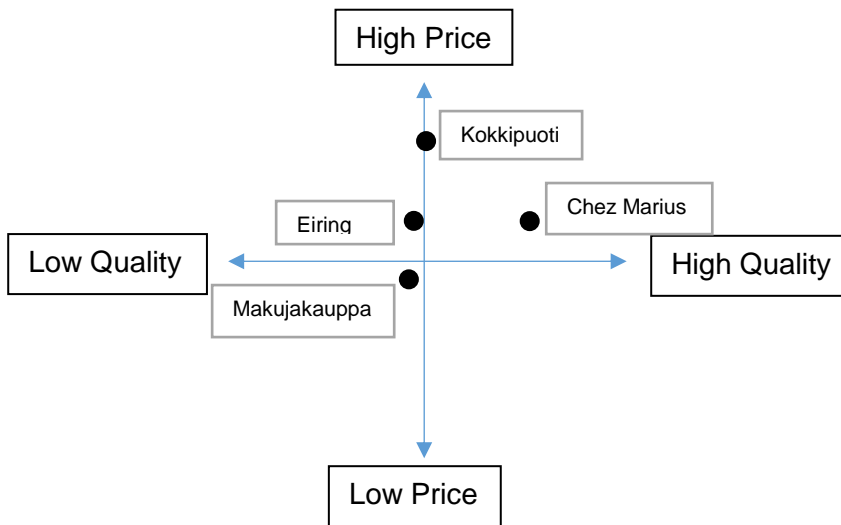 High Price
Kokkipuoti
Chez Marius
Eiring
Low Quality
High Quality
Makujakauppa
Low Price